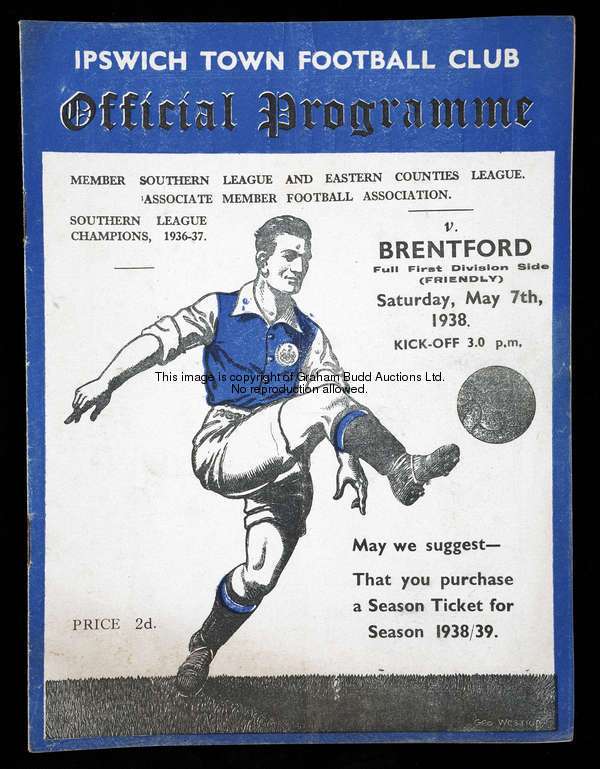 IPSWICH TOWN FOOTBALL CLUB
Official Programme
MEMBER SOUTHERN LEAGUE AND EASTERN COUNTIES LEAGUE.
ASSOCIATE MEMBER FOOTBALL ASSOCIATION.
SOUTHERN LEAGUE
CHAMPIONS, 1936-37.
v.
BRENTFORD
Full First Division Side
(FRIENDLY)
Saturday, May 7th,
1938.
KICK-OFF 3.0 p.m.
This image is copyright of Graham Budd Auctions Ltd.
No reproduction allowed.
May we suggest—
That you purchase
a Season Ticket for
Season 1938/39.
PRICE 2d.
Geo